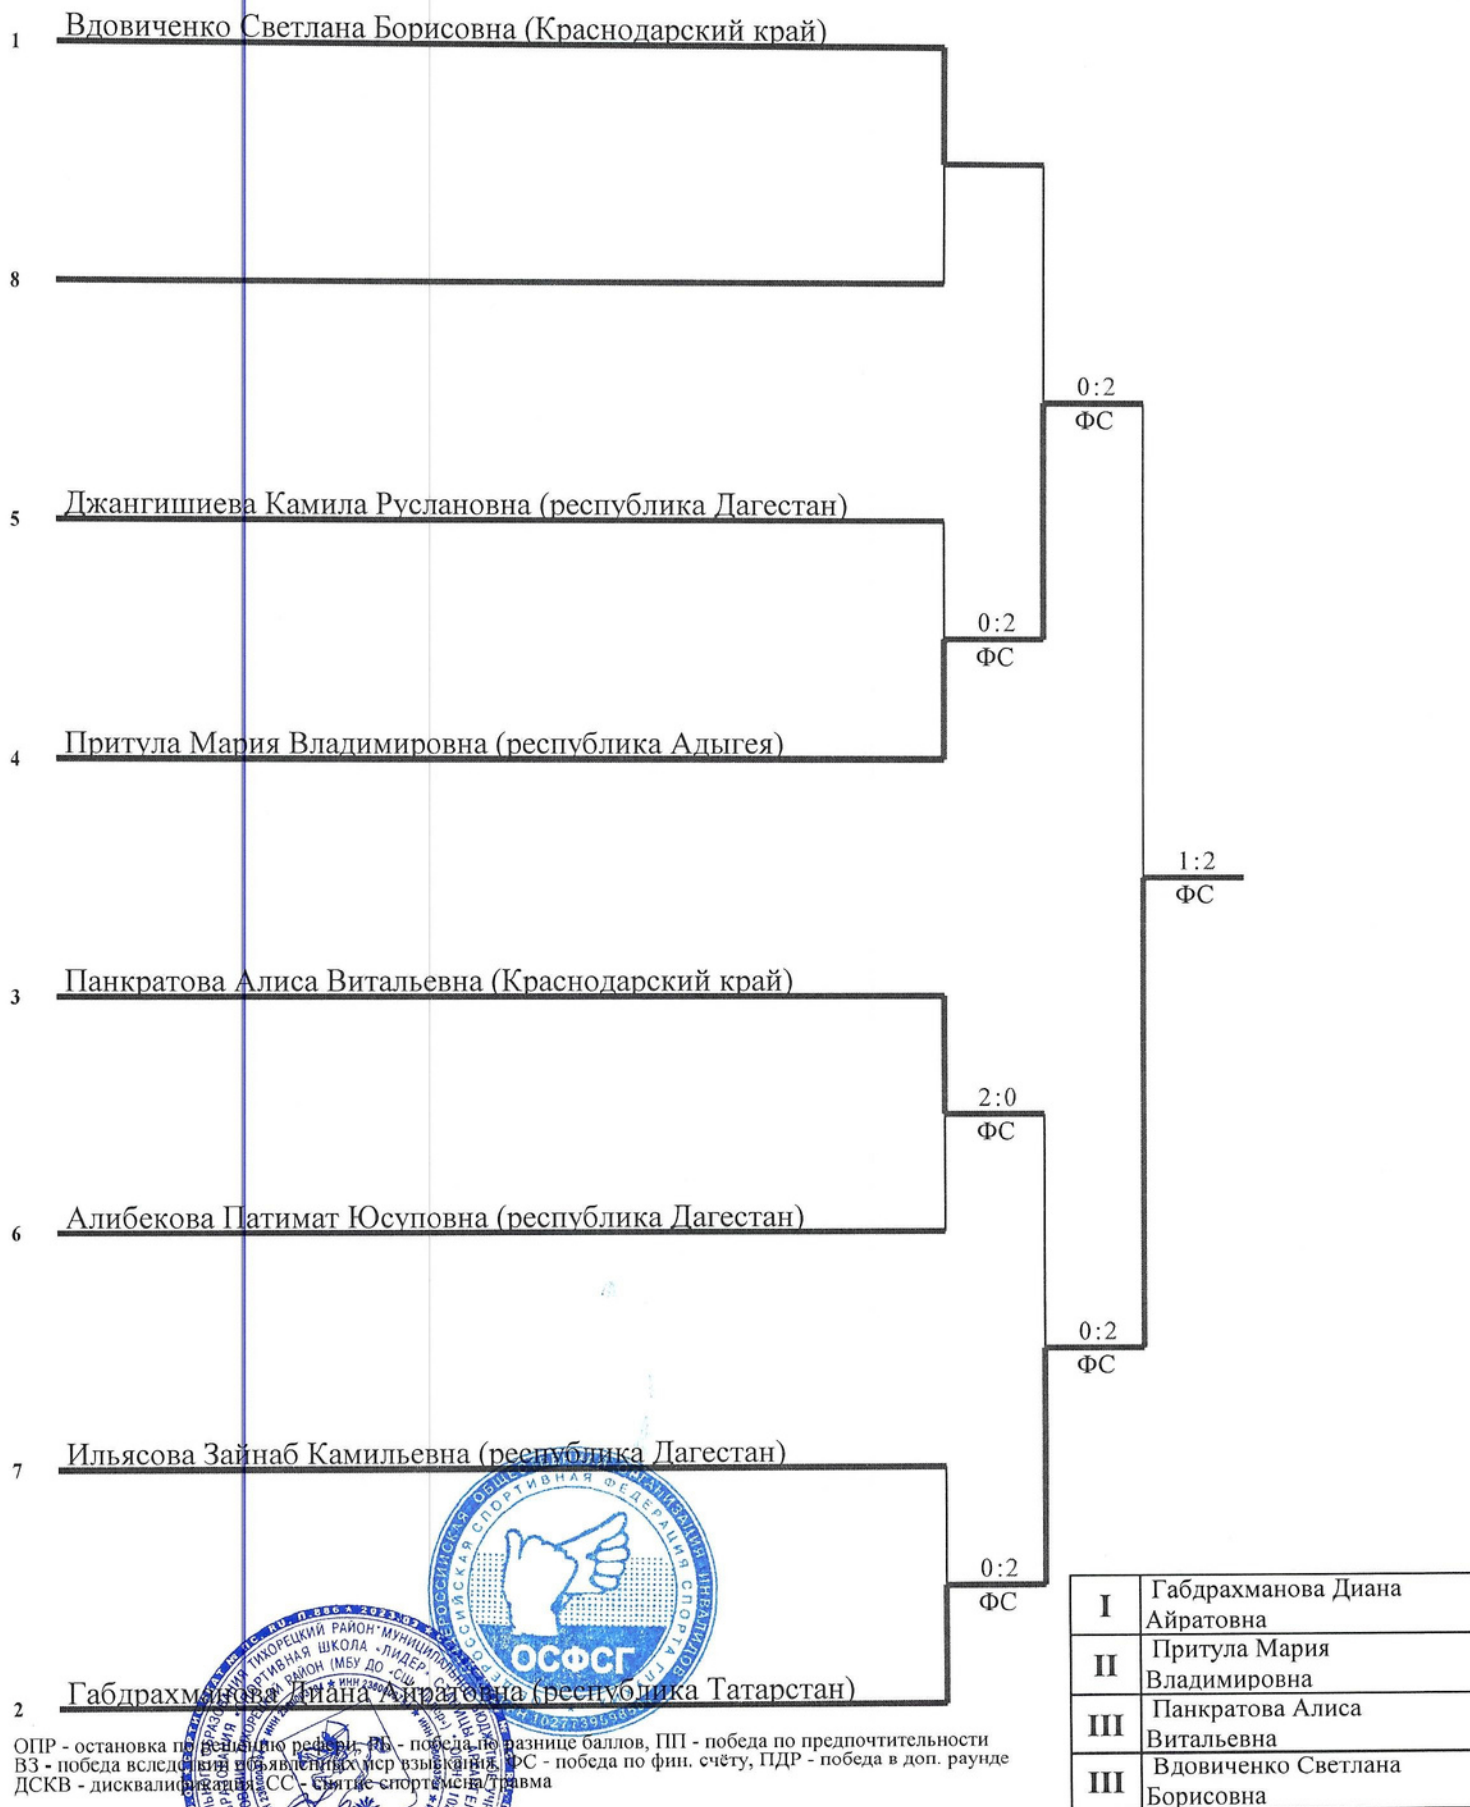 1 Вдовиченко Светлана Борисовна (Краснодарский край)
8
0:2
ФС
5 Джангишиева Камила Руслановна (республика Дагестан)
0:2
ФС
4 Притула Мария Владимировна (республика Адыгея)
1:2
ФС
3 Панкратова Алиса Витальевна (Краснодарский край)
2:0
ФС
6 Алибекова Патимат Юсуповна (республика Дагестан)
0:2
ФС
7 Ильясова Зайнаб Камильевна (республика Дагестан)
0:2
ФС
ОСФСГ
2 Габдрахманова Диана Айратовна (республика Татарстан)
ОПР - остановка по решению рефери, РБ - победа по разнице баллов, ПП - победа по предпочтительности
ВЗ - победа вследствии объявленных мер взыскания, ФС - победа по фин. счёту, ПДР - победа в доп. раунде
ДСКВ - дисквалификация, СС - снятие спортсмена/травма
I Габдрахманова Диана
Айратовна
II Притула Мария
Владимировна
III Панкратова Алиса
Витальевна
III Вдовиченко Светлана
Борисовна